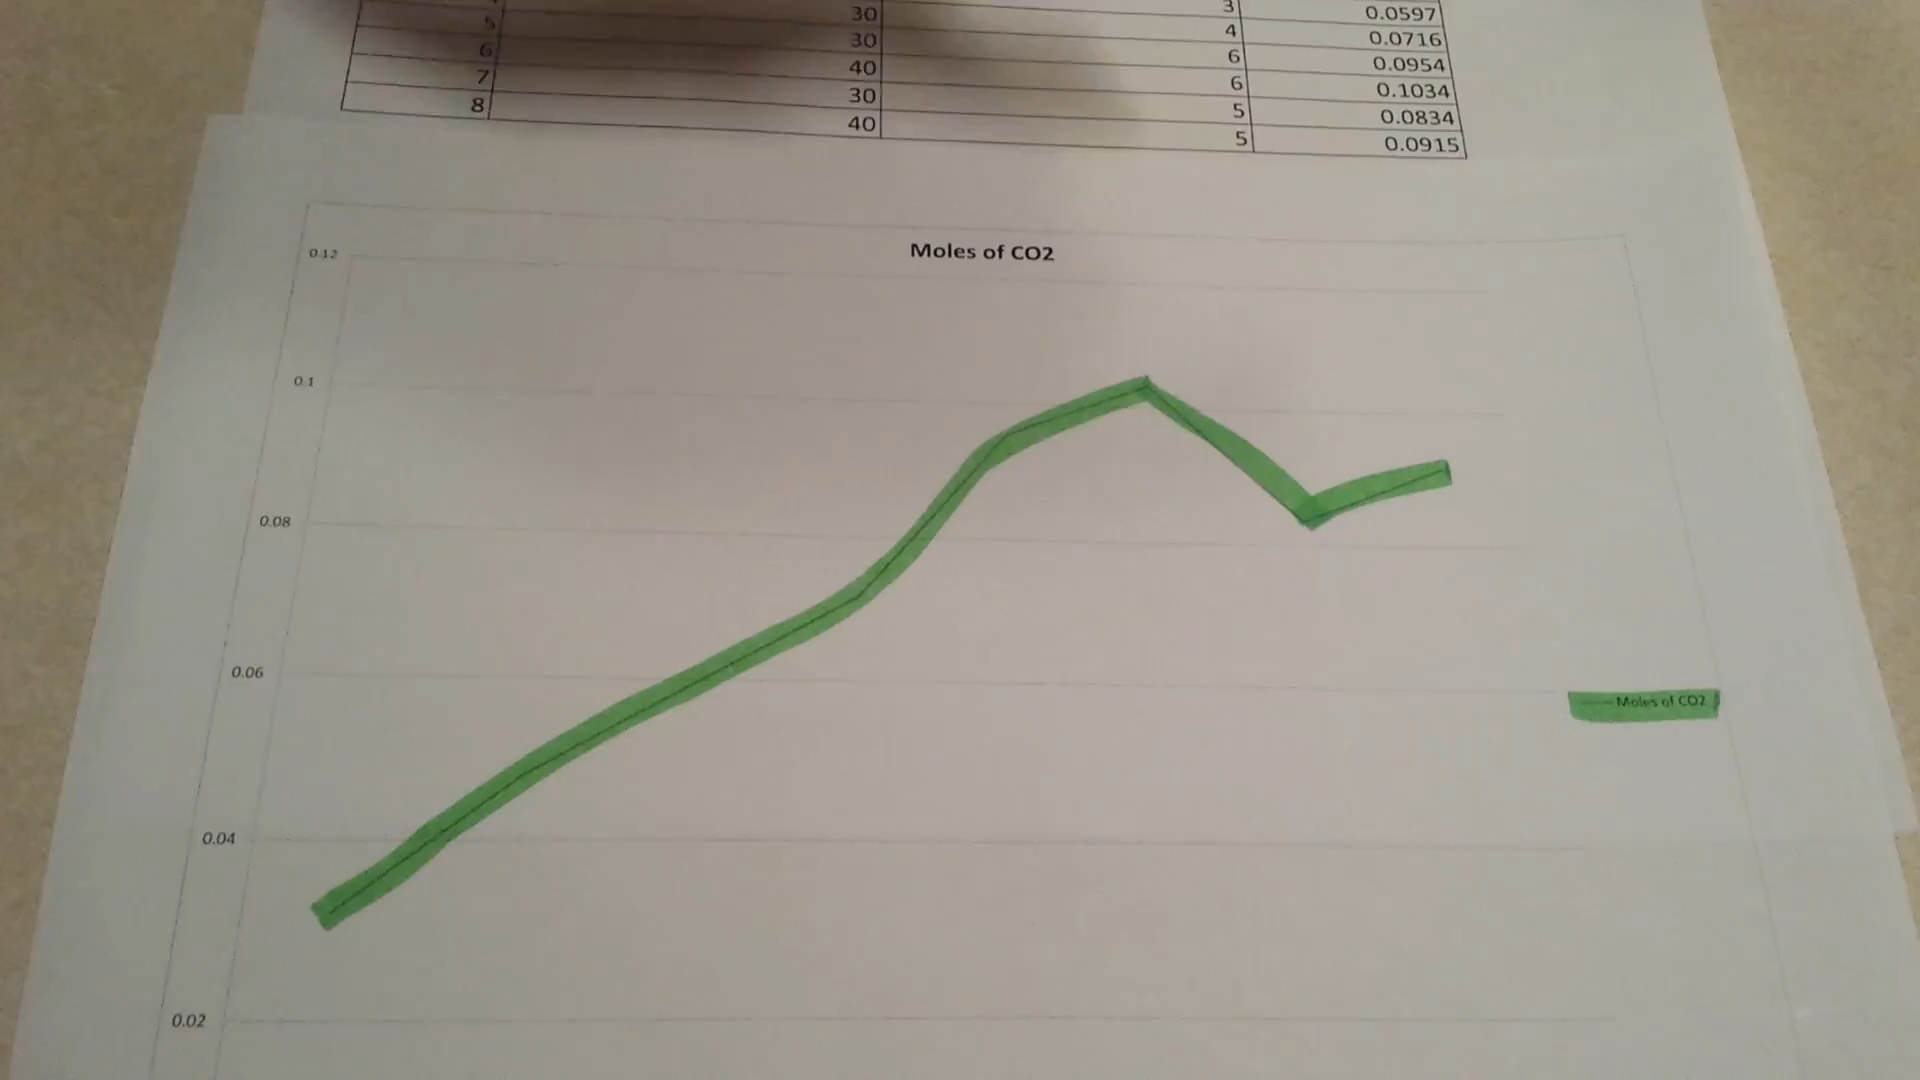 3 0.0597
30 4 0.0716
5 30 6 0.0954
6 40 6 0.1034
7 30 5 0.0834
8 40 5 0.0915
Moles of CO2
0.12
0.1
0.08
0.06
Moles of CO2
0.04
0.02